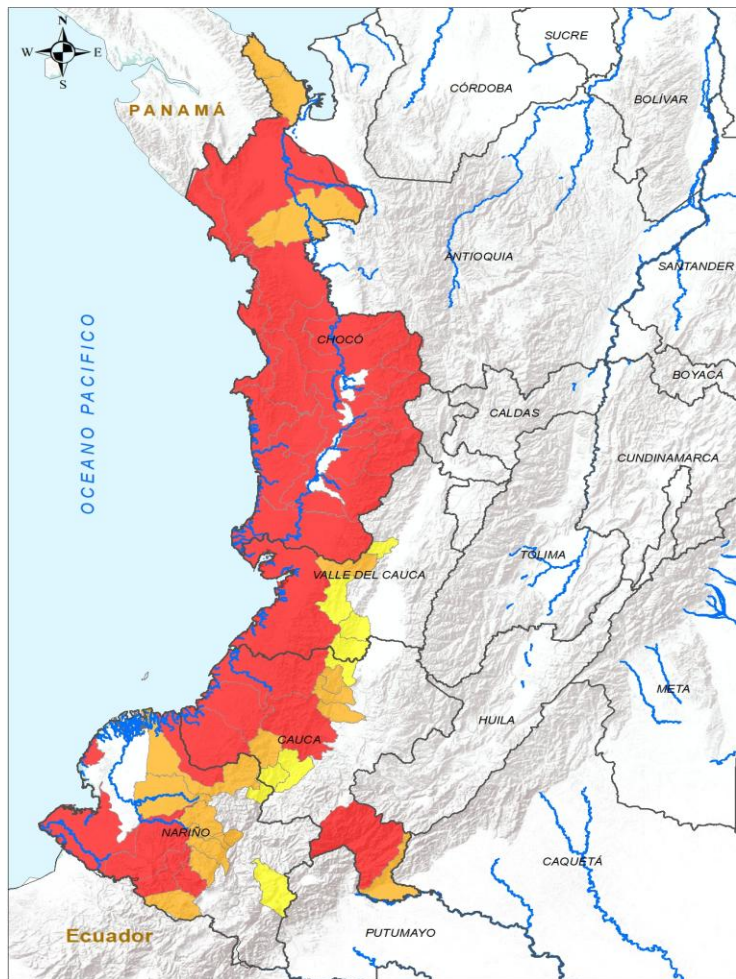 SUCRE
N
W E
S
CÓRDOBA
BOLÍVAR
PANAMÁ
ANTIOQUIA
SANTANDER
CHOCÓ
BOYACÁ
CALDAS
CUNDINAMARCA
OCEANO PACIFICO
TOLIMA
VALLE DEL CAUCA
META
HUILA
CAUCA
NARIÑO
CAQUETÁ
Ecuador
PUTUMAYO